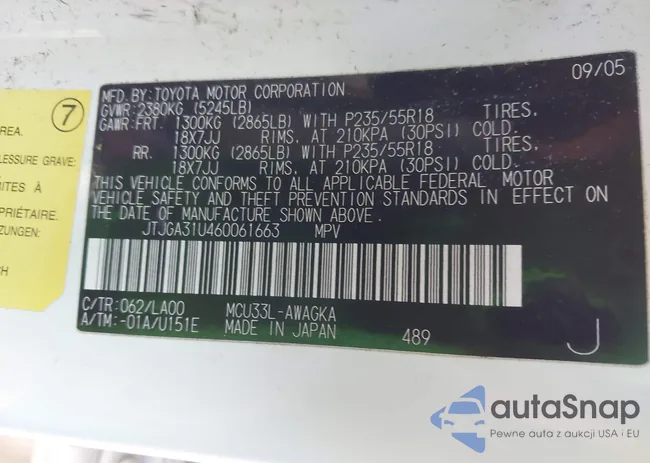 MFD. BY: TOYOTA MOTOR CORPORATION 09/05
GVWR: 2380KG (5245LB)
GAWR: FRT. 1300KG (2865LB) WITH P235/55R18 TIRES,
18X7JJ RIMS, AT 210KPA (30PSI) COLD.
RR. 1300KG (2865LB) WITH P235/55R18 TIRES,
18X7JJ RIMS, AT 210KPA (30PSI) COLD.
THIS VEHICLE CONFORMS TO ALL APPLICABLE FEDERAL MOTOR
VEHICLE SAFETY AND THEFT PREVENTION STANDARDS IN EFFECT ON
THE DATE OF MANUFACTURE SHOWN ABOVE.
JTJGA31U460061663 MPV
C/TR: 062/LA00 MCU33L-AWAGKA
A/TM: -01A/U151E MADE IN JAPAN 489 J
7
AREA.
LESSURE GRAVE:
ITES À
PRIÉTAIRE.
ZUNGEN:
CH
autoSnap
Pewne auta z aukcji USA i EU